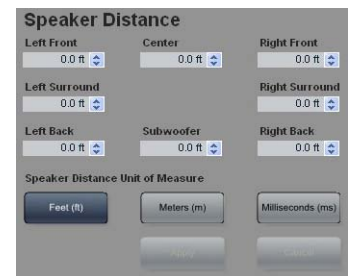 Speaker Distance
Left Front Center Right Front
0.0 ft 0.0 ft 0.0 ft
Left Surround Right Surround
0.0 ft 0.0 ft
Left Back Subwoofer Right Back
0.0 ft 0.0 ft 0.0 ft
Speaker Distance Unit of Measure
Feet (ft) Meters (m) Milliseconds (ms)
Apply Cancel